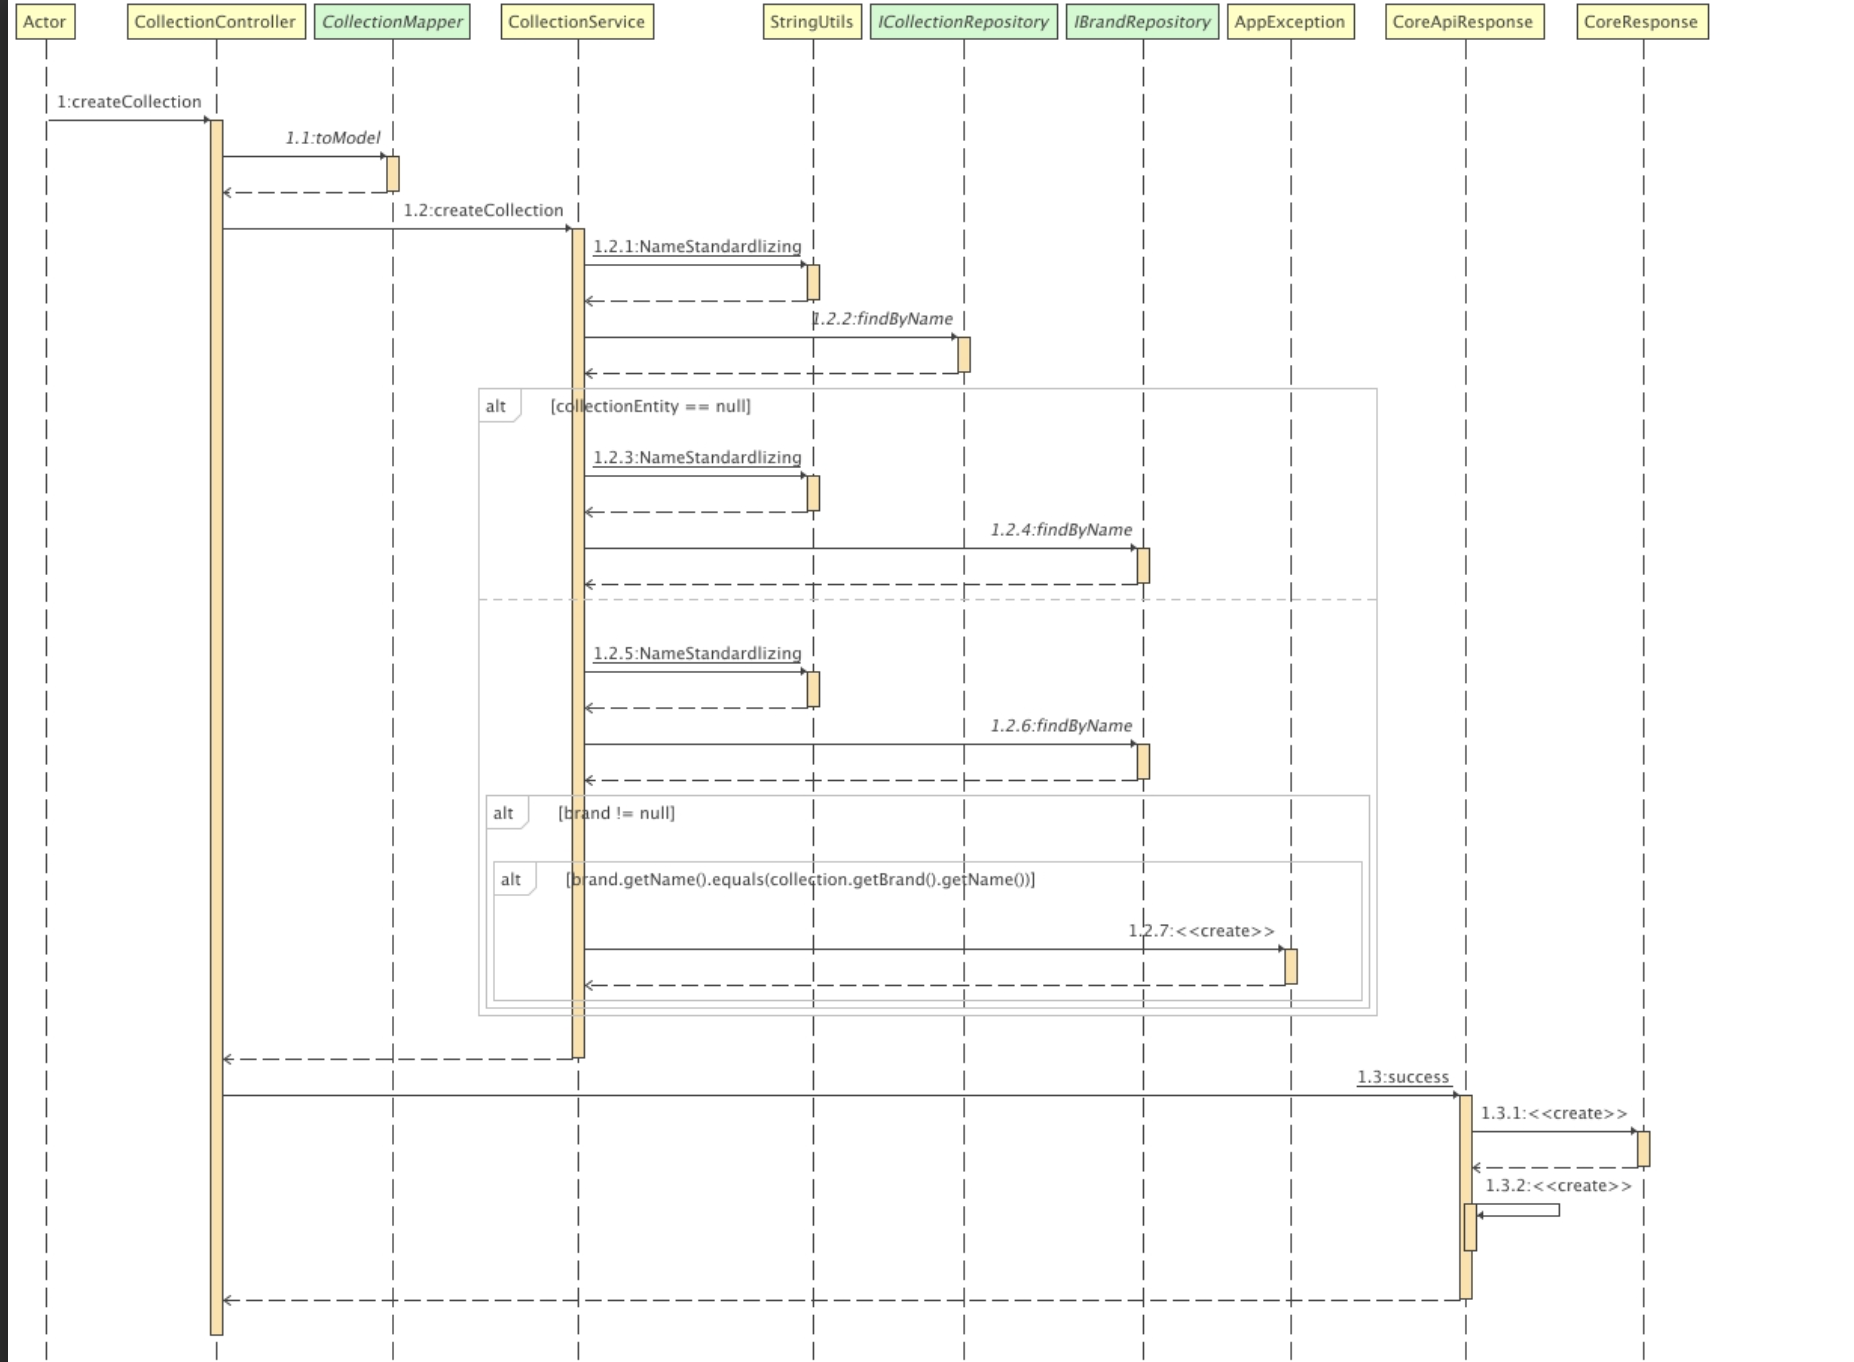 Actor CollectionController CollectionMapper CollectionService StringUtils ICollectionRepository IBrandRepository AppException CoreApiResponse CoreResponse
1:createCollection
1.1:toModel
1.2:createCollection
1.2.1:NameStandardlizing
1.2.2:findByName
alt [collectionEntity == null]
1.2.3:NameStandardlizing
1.2.4:findByName
1.2.5:NameStandardlizing
1.2.6:findByName
alt [brand != null]
alt [brand.getName().equals(collection.getBrand().getName())]
1.2.7:<<create>>
1.3:success
1.3.1:<<create>>
1.3.2:<<create>>